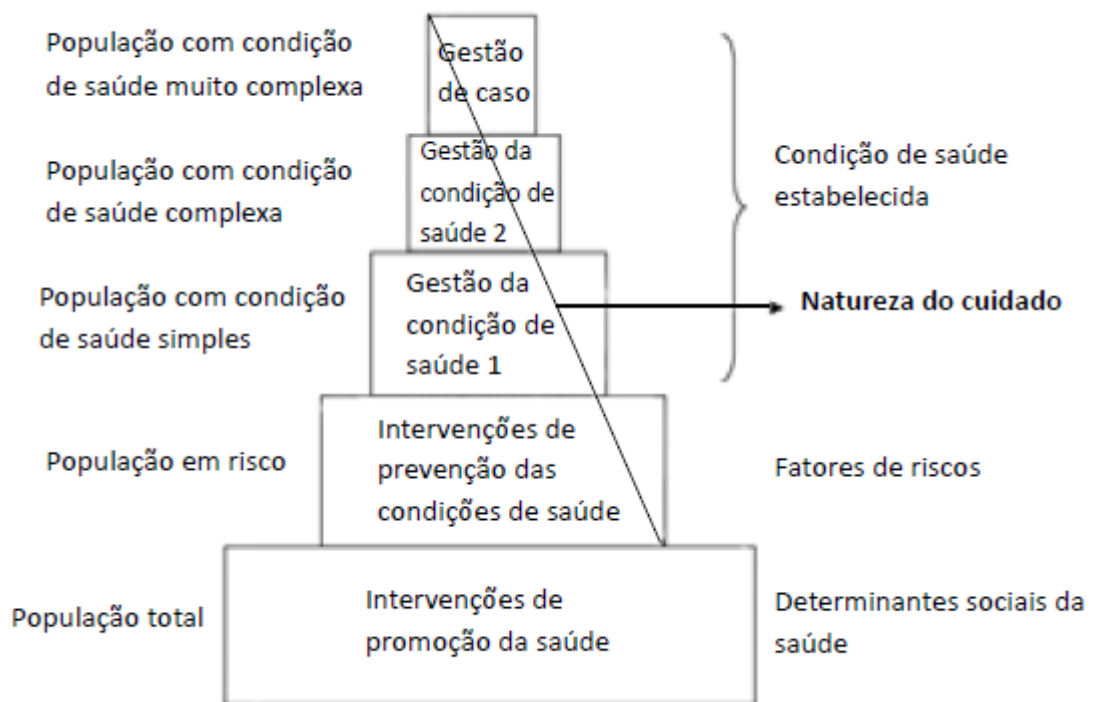 População com condição
de saúde muito complexa
Gestão
de caso
População com condição
de saúde complexa
Gestão da
condição de
saúde 2
Condição de saúde
estabelecida
População com condição
de saúde simples
Gestão da
condição de
saúde 1
Natureza do cuidado
População em risco
Intervenções de
prevenção das
condições de saúde
Fatores de riscos
População total
Intervenções de
promoção da saúde
Determinantes sociais da
saúde